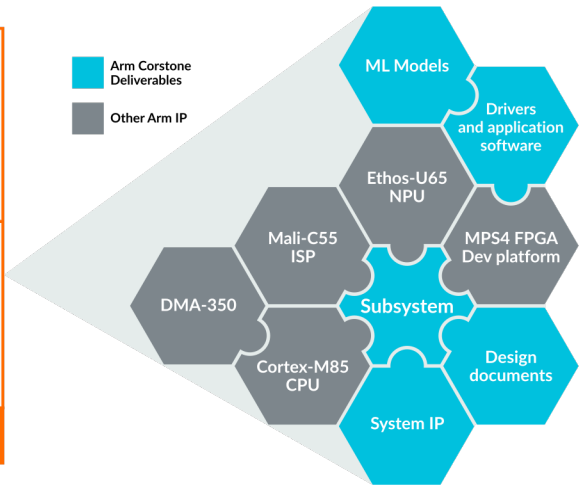 Arm Corstone
Deliverables
Other Arm IP
ML Models
Drivers
and application
software
Ethos-U65
NPU
Mali-C55
ISP
MPS4 FPGA
Dev platform
DMA-350
Subsystem
Cortex-M85
CPU
Design
documents
System IP